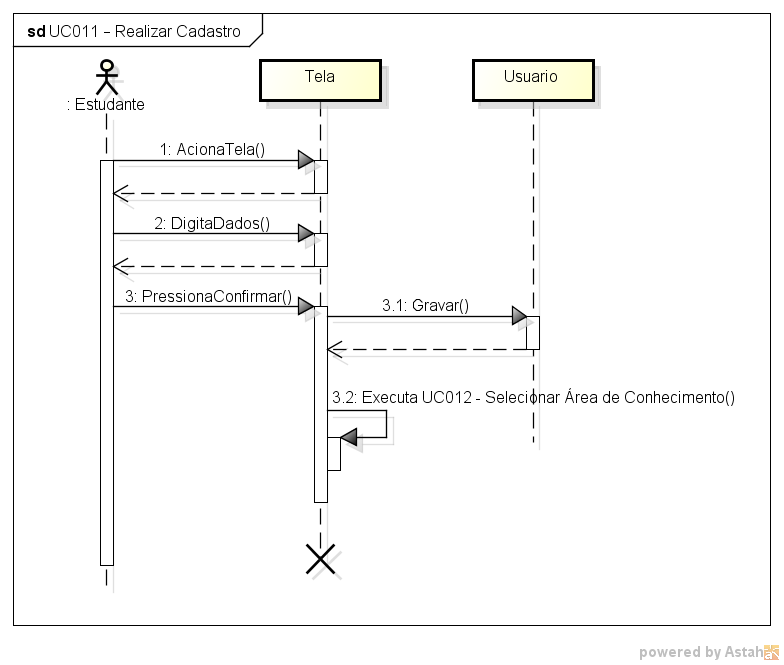 sd UC011 – Realizar Cadastro
: Estudante
Tela
Usuario
1: AcionaTela()
2: DigitaDados()
3: PressionaConfirmar()
3.1: Gravar()
3.2: Executa UC012 - Selecionar Área de Conhecimento()
powered by Astah